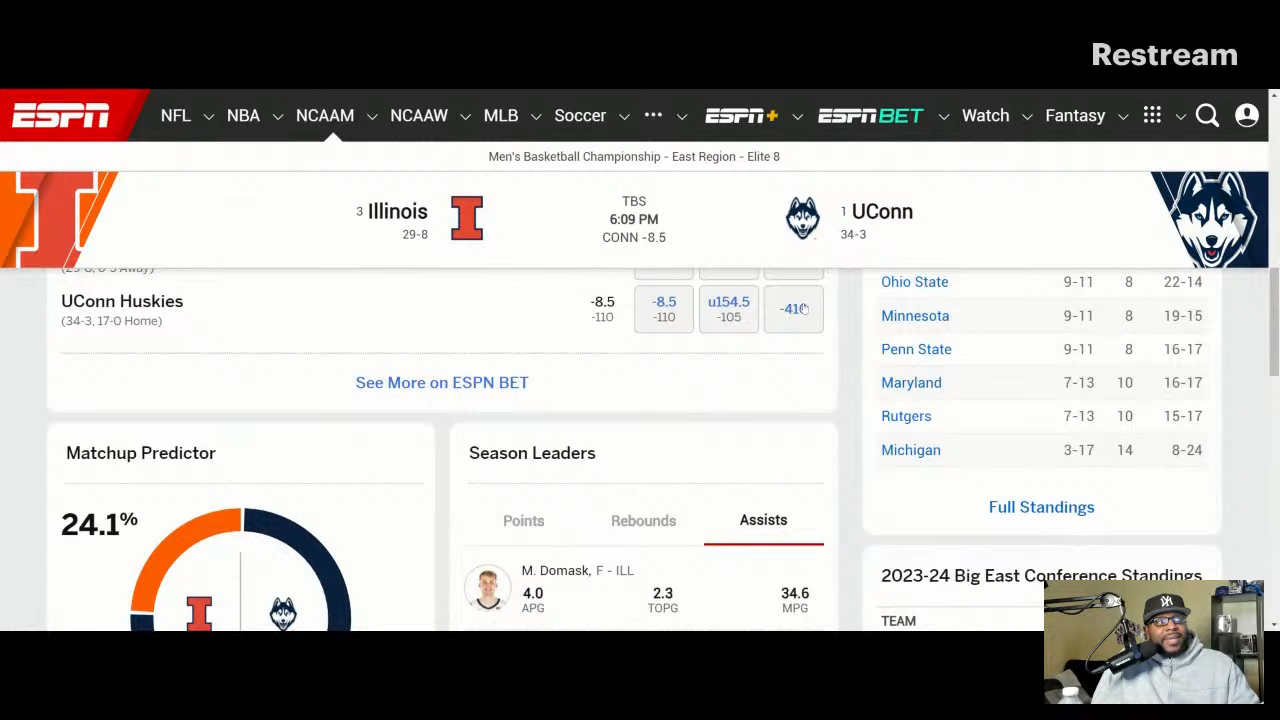 Restream
ESPN NFL NBA NCAAM NCAAW MLB Soccer ••• ESPN+ ESPN BET Watch Fantasy
Men's Basketball Championship - East Region - Elite 8
3 Illinois
29-8
TBS
6:09 PM
CONN -8.5
1 UConn
34-3
UConn Huskies
(34-3, 17-0 Home)
-8.5
-110
-8.5
-110
u154.5
-105
See More on ESPN BET
Matchup Predictor
24.1%
Season Leaders
Points Rebounds Assists
M. Domask, F - ILL
4.0 2.3 34.6
APG TOPG MPG
Ohio State 9-11 8 22-14
Minnesota 9-11 8 19-15
Penn State 9-11 8 16-17
Maryland 7-13 10 16-17
Rutgers 7-13 10 15-17
Michigan 3-17 14 8-24
Full Standings
2023-24 Big East Conference Standings
TEAM